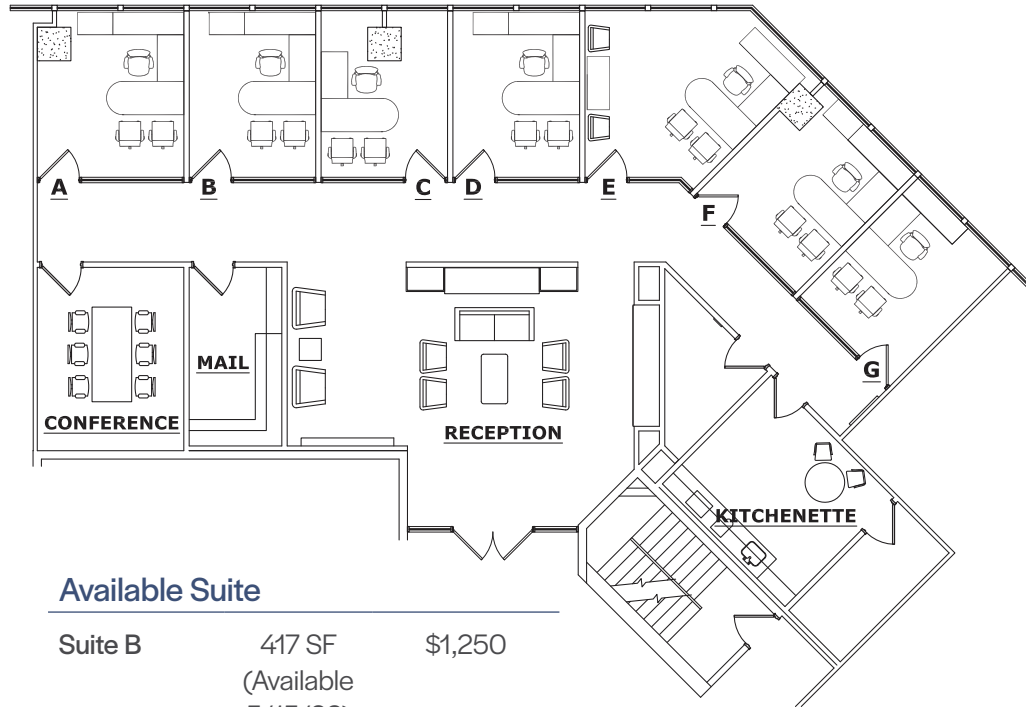 A
B
C
D
E
F
G
MAIL
CONFERENCE
RECEPTION
KITCHENETTE
Available Suite
Suite B 417 SF $1,250
(Available